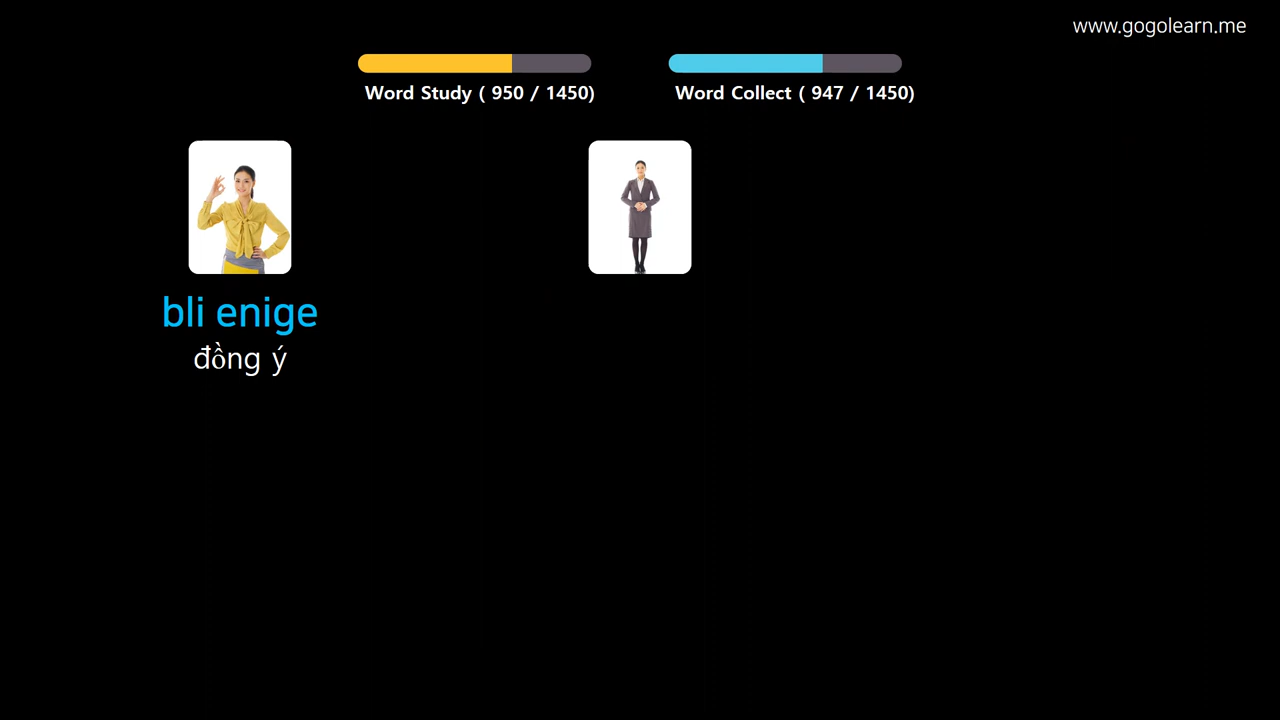 www.gogolearn.me
Word Study ( 950 / 1450)
Word Collect ( 947 / 1450)
bli enige
đồng ý